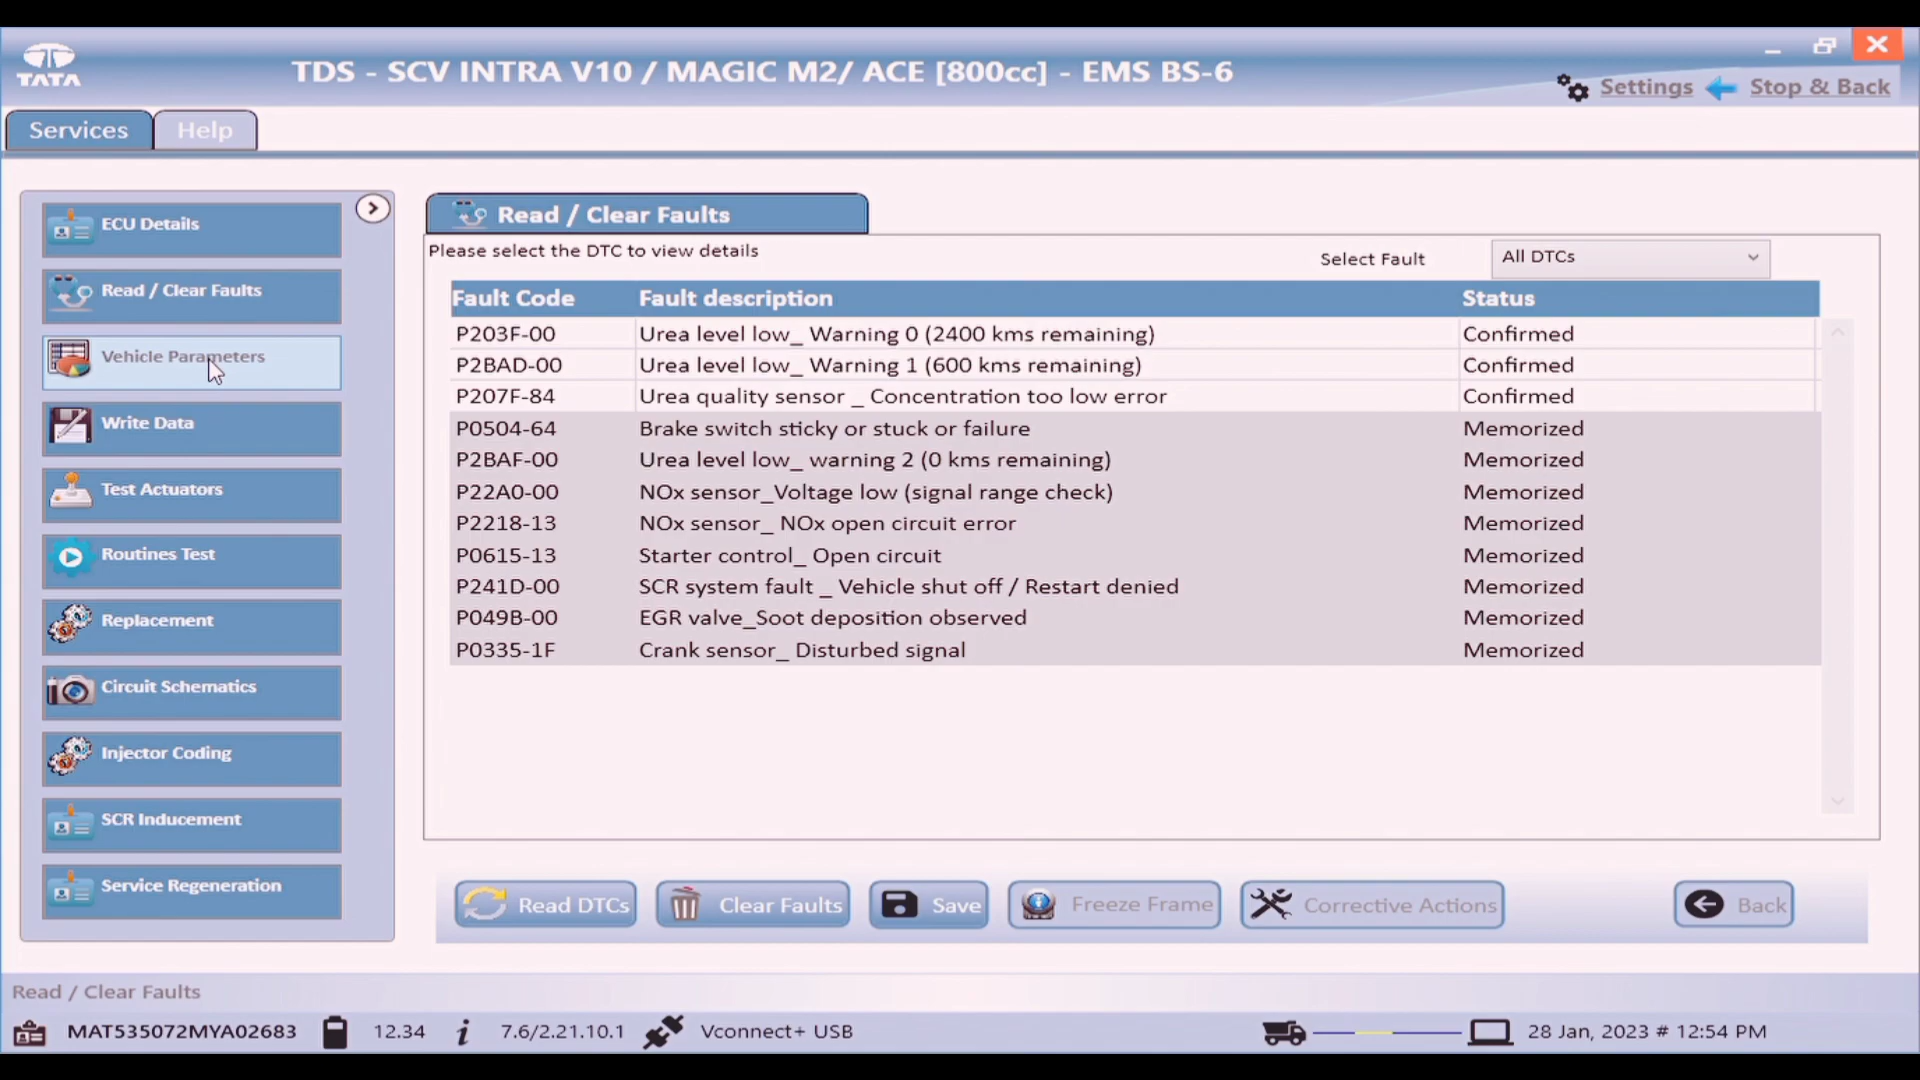 TATA
TDS - SCV INTRA V10 / MAGIC M2/ ACE [800cc] - EMS BS-6
Settings
Stop & Back
Services
Help
ECU Details
Read / Clear Faults
Vehicle Parameters
Write Data
Test Actuators
Routines Test
Replacement
Circuit Schematics
Injector Coding
SCR Inducement
Service Regeneration
Read / Clear Faults
Please select the DTC to view details
Select Fault
All DTCs
Fault Code Fault description Status
P203F-00 Urea level low_ Warning 0 (2400 kms remaining) Confirmed
P2BAD-00 Urea level low_ Warning 1 (600 kms remaining) Confirmed
P207F-84 Urea quality sensor _ Concentration too low error Confirmed
P0504-64 Brake switch sticky or stuck or failure Memorized
P2BAF-00 Urea level low_ warning 2 (0 kms remaining) Memorized
P22A0-00 NOx sensor_Voltage low (signal range check) Memorized
P2218-13 NOx sensor_ NOx open circuit error Memorized
P0615-13 Starter control_ Open circuit Memorized
P241D-00 SCR system fault _ Vehicle shut off / Restart denied Memorized
P049B-00 EGR valve_Soot deposition observed Memorized
P0335-1F Crank sensor_ Disturbed signal Memorized
Read DTCs
Clear Faults
Save
Freeze Frame
Corrective Actions
Back
Read / Clear Faults
MAT535072MYA02683 12.34 7.6/2.21.10.1 Vconnect+ USB 28 Jan, 2023 # 12:54 PM